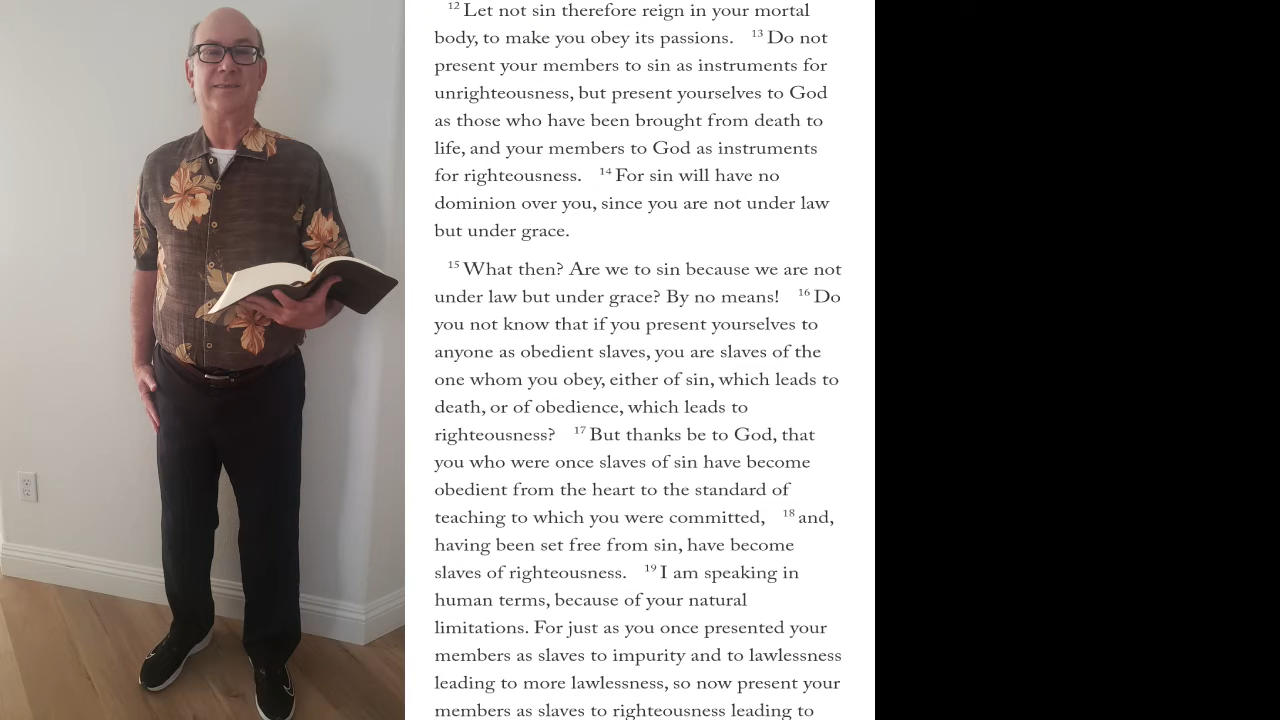 12 Let not sin therefore reign in your mortal
body, to make you obey its passions. 13 Do not
present your members to sin as instruments for
unrighteousness, but present yourselves to God
as those who have been brought from death to
life, and your members to God as instruments
for righteousness. 14 For sin will have no
dominion over you, since you are not under law
but under grace.
15 What then? Are we to sin because we are not
under law but under grace? By no means! 16 Do
you not know that if you present yourselves to
anyone as obedient slaves, you are slaves of the
one whom you obey, either of sin, which leads to
death, or of obedience, which leads to
righteousness? 17 But thanks be to God, that
you who were once slaves of sin have become
obedient from the heart to the standard of
teaching to which you were committed, 18 and,
having been set free from sin, have become
slaves of righteousness. 19 I am speaking in
human terms, because of your natural
limitations. For just as you once presented your
members as slaves to impurity and to lawlessness
leading to more lawlessness, so now present your
members as slaves to righteousness leading to